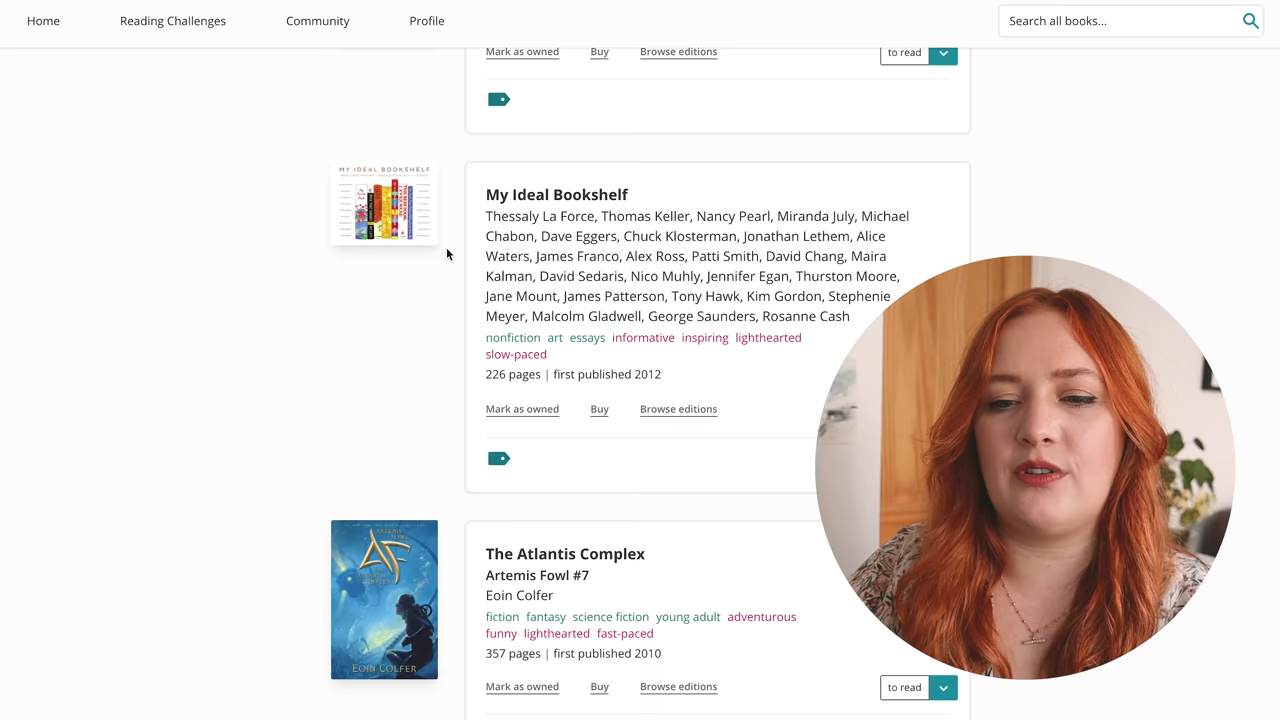 Home Reading Challenges Community Profile Search all books...
Mark as owned Buy Browse editions to read
MY IDEAL BOOKSHELF
My Ideal Bookshelf
Thessaly La Force, Thomas Keller, Nancy Pearl, Miranda July, Michael
Chabon, Dave Eggers, Chuck Klosterman, Jonathan Lethem, Alice
Waters, James Franco, Alex Ross, Patti Smith, David Chang, Maira
Kalman, David Sedaris, Nico Muhly, Jennifer Egan, Thurston Moore,
Jane Mount, James Patterson, Tony Hawk, Kim Gordon, Stephenie
Meyer, Malcolm Gladwell, George Saunders, Rosanne Cash
nonfiction art essays informative inspiring lighthearted
slow-paced
226 pages | first published 2012
Mark as owned Buy Browse editions
AF
EOIN COLFER
The Atlantis Complex
Artemis Fowl #7
Eoin Colfer
fiction fantasy science fiction young adult adventurous
funny lighthearted fast-paced
357 pages | first published 2010
Mark as owned Buy Browse editions to read